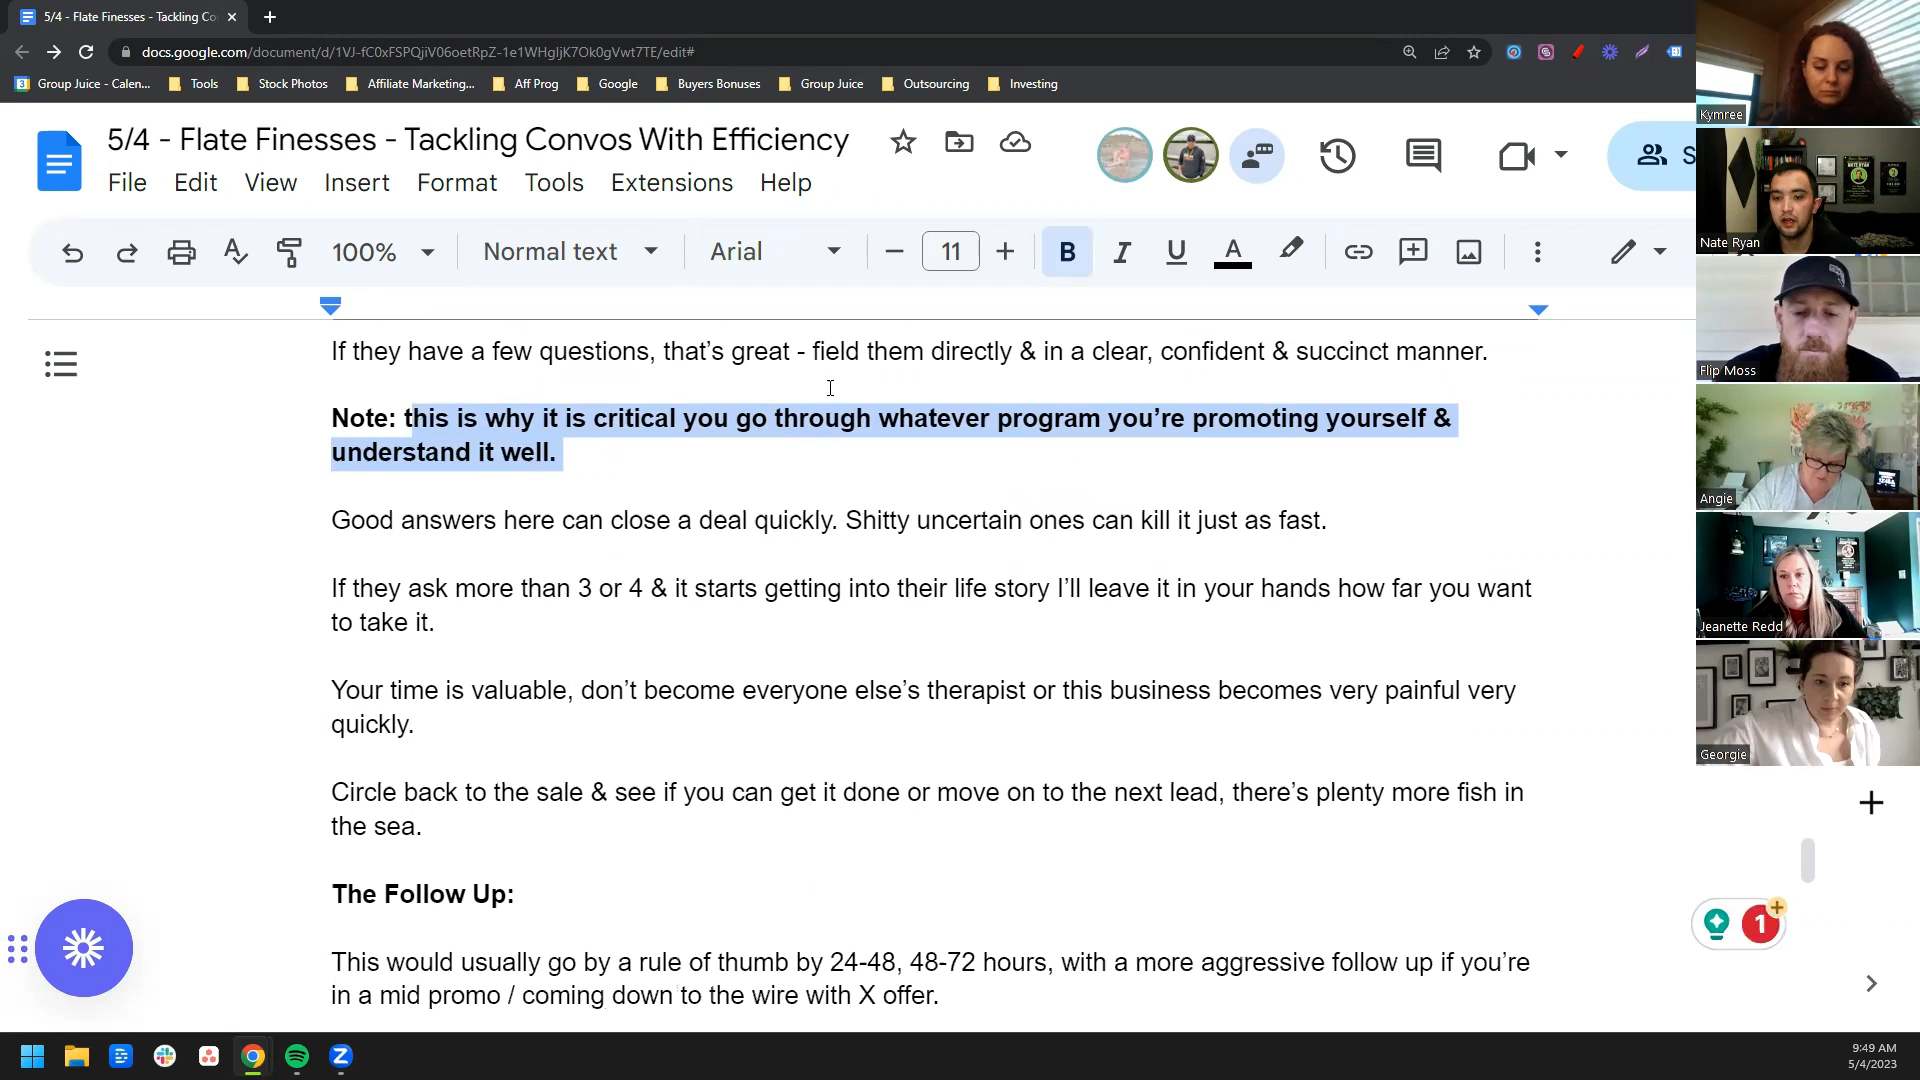 5/4 - Flate Finesses - Tackling Co
docs.google.com/document/d/1VJ-fC0xFSPQjiV06oetRpZ-1e1WHgIjK7Ok0gVwt7TE/edit#
Group Juice - Calen...
Tools
Stock Photos
Affiliate Marketing...
Aff Prog
Google
Buyers Bonuses
Group Juice
Outsourcing
Investing
5/4 - Flate Finesses - Tackling Convos With Efficiency
File Edit View Insert Format Tools Extensions Help
S
100% Normal text Arial 11 B I U A
If they have a few questions, that's great - field them directly & in a clear, confident & succinct manner.
Note: this is why it is critical you go through whatever program you're promoting yourself &
understand it well.
Good answers here can close a deal quickly. Shitty uncertain ones can kill it just as fast.
If they ask more than 3 or 4 & it starts getting into their life story I'll leave it in your hands how far you want
to take it.
Your time is valuable, don't become everyone else's therapist or this business becomes very painful very
quickly.
Circle back to the sale & see if you can get it done or move on to the next lead, there's plenty more fish in
the sea.
The Follow Up:
This would usually go by a rule of thumb by 24-48, 48-72 hours, with a more aggressive follow up if you're
in a mid promo / coming down to the wire with X offer.
Kymree
Nate Ryan
Flip Moss
Angie
Jeanette Redd
Georgie
1
9:49 AM
5/4/2023